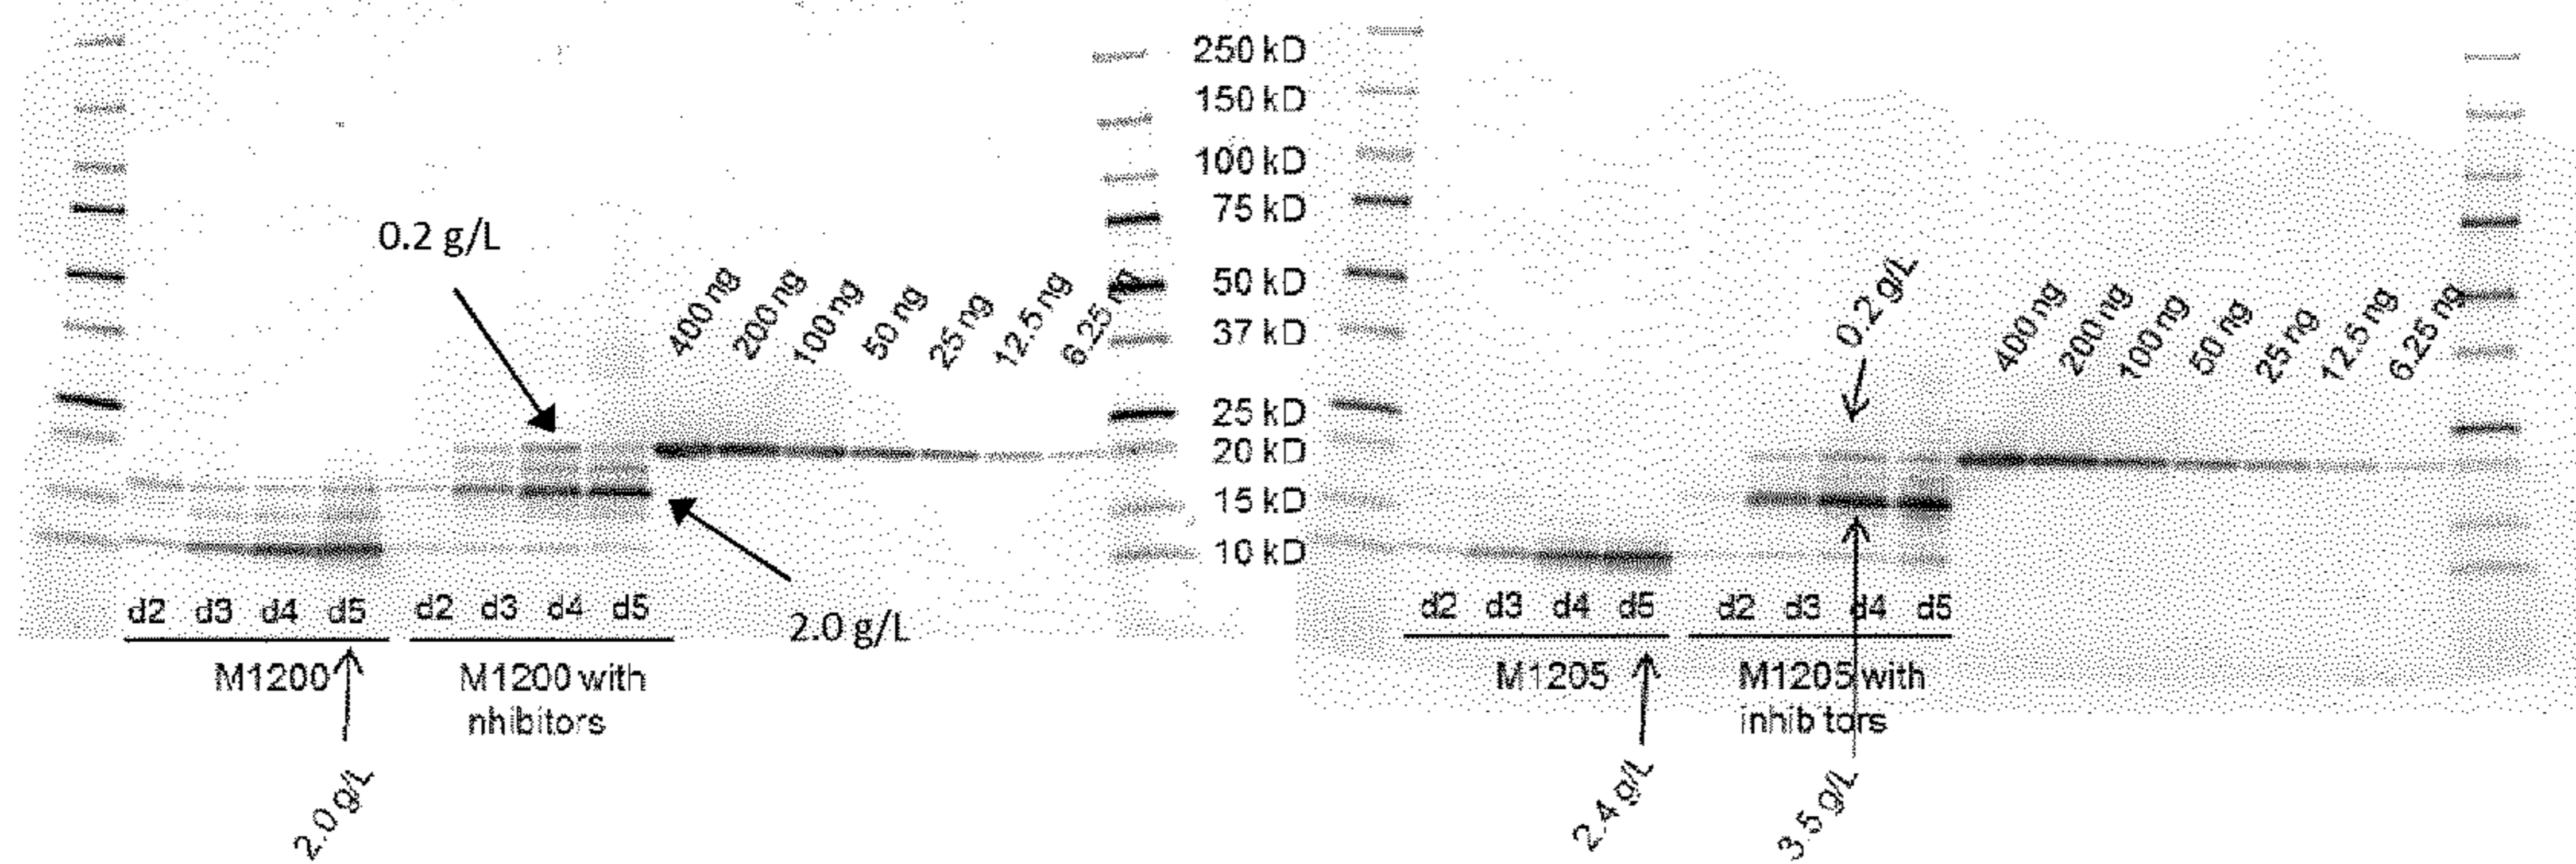 250 kD
150 kD
100 kD
75 kD
50 kD
37 kD
25 kD
20 kD
15 kD
10 kD
0.2 g/L
400 ng
200 ng
100 ng
50 ng
25 ng
12.5 ng
6.25 ng
2.0 g/L
d2 d3 d4 d5
d2 d3 d4 d5
M1200
M1200 with
nhibitors
2.0 g/L
0.2 g/L
400 ng
200 ng
100 ng
50 ng
25 ng
12.5 ng
6.25 ng
d2 d3 d4 d5
d2 d3 d4 d5
M1205
M1205 with
inhib tors
2.4 g/L
3.5 g/L